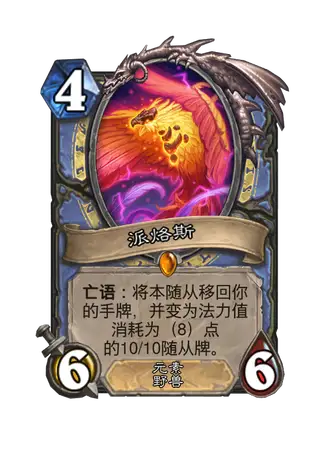 4
派烙斯
亡语：将本随从移回你
的手牌，并变为法力值
消耗为（8）点
的10/10随从牌。
6
元素
野兽
6